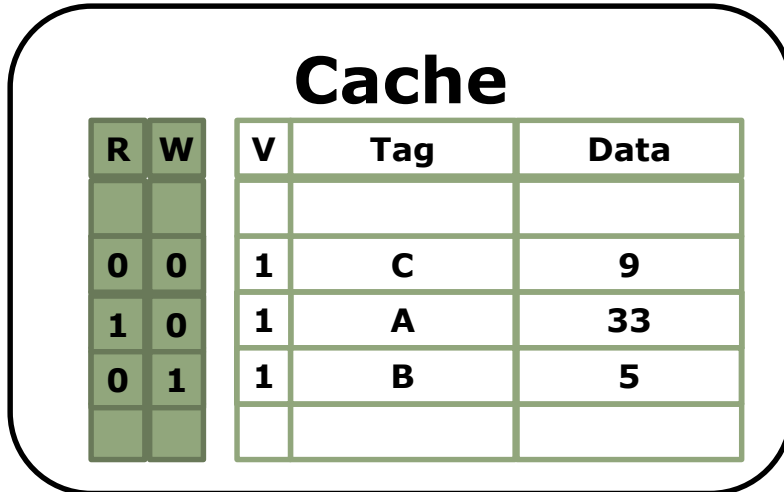 Cache
R W V Tag Data
0 0 1 C 9
1 0 1 A 33
0 1 1 B 5